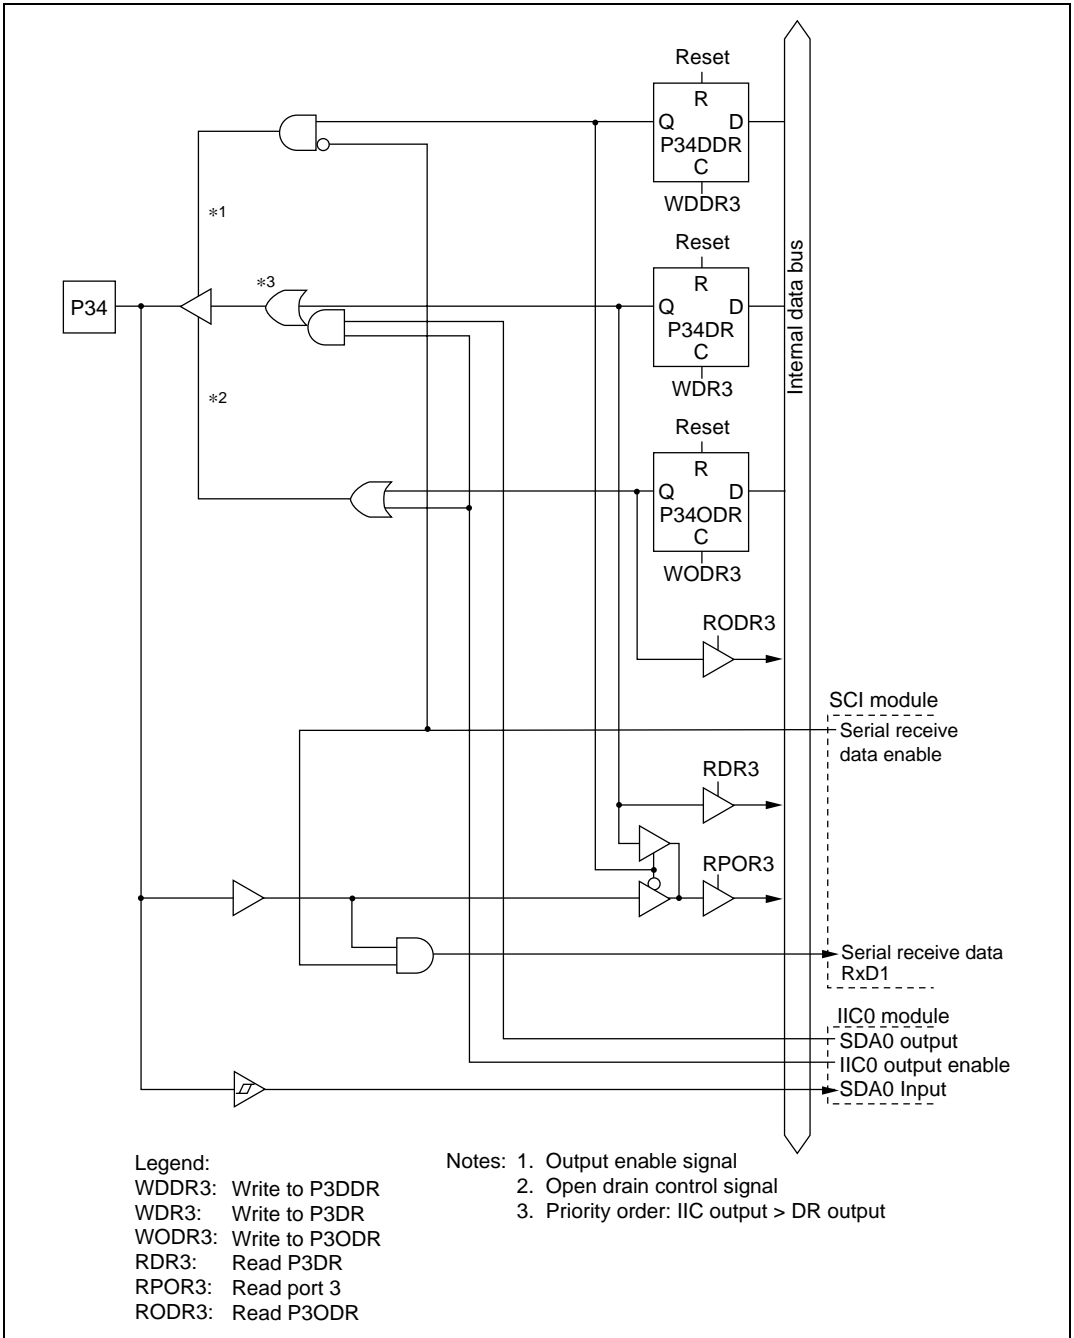 Reset
R
Q D
P34DDR
C
WDDR3
*1
Reset
*3
R
P34
Q D
P34DR
C
WDR3
Internal data bus
*2
Reset
R
Q D
P34ODR
C
WODR3
RODR3
SCI module
Serial receive
data enable
RDR3
RPOR3
Serial receive data
RxD1
IIC0 module
SDA0 output
IIC0 output enable
SDA0 Input
Legend:
WDDR3: Write to P3DDR
WDR3: Write to P3DR
WODR3: Write to P3ODR
RDR3: Read P3DR
RPOR3: Read port 3
RODR3: Read P3ODR
Notes: 1. Output enable signal
2. Open drain control signal
3. Priority order: IIC output > DR output